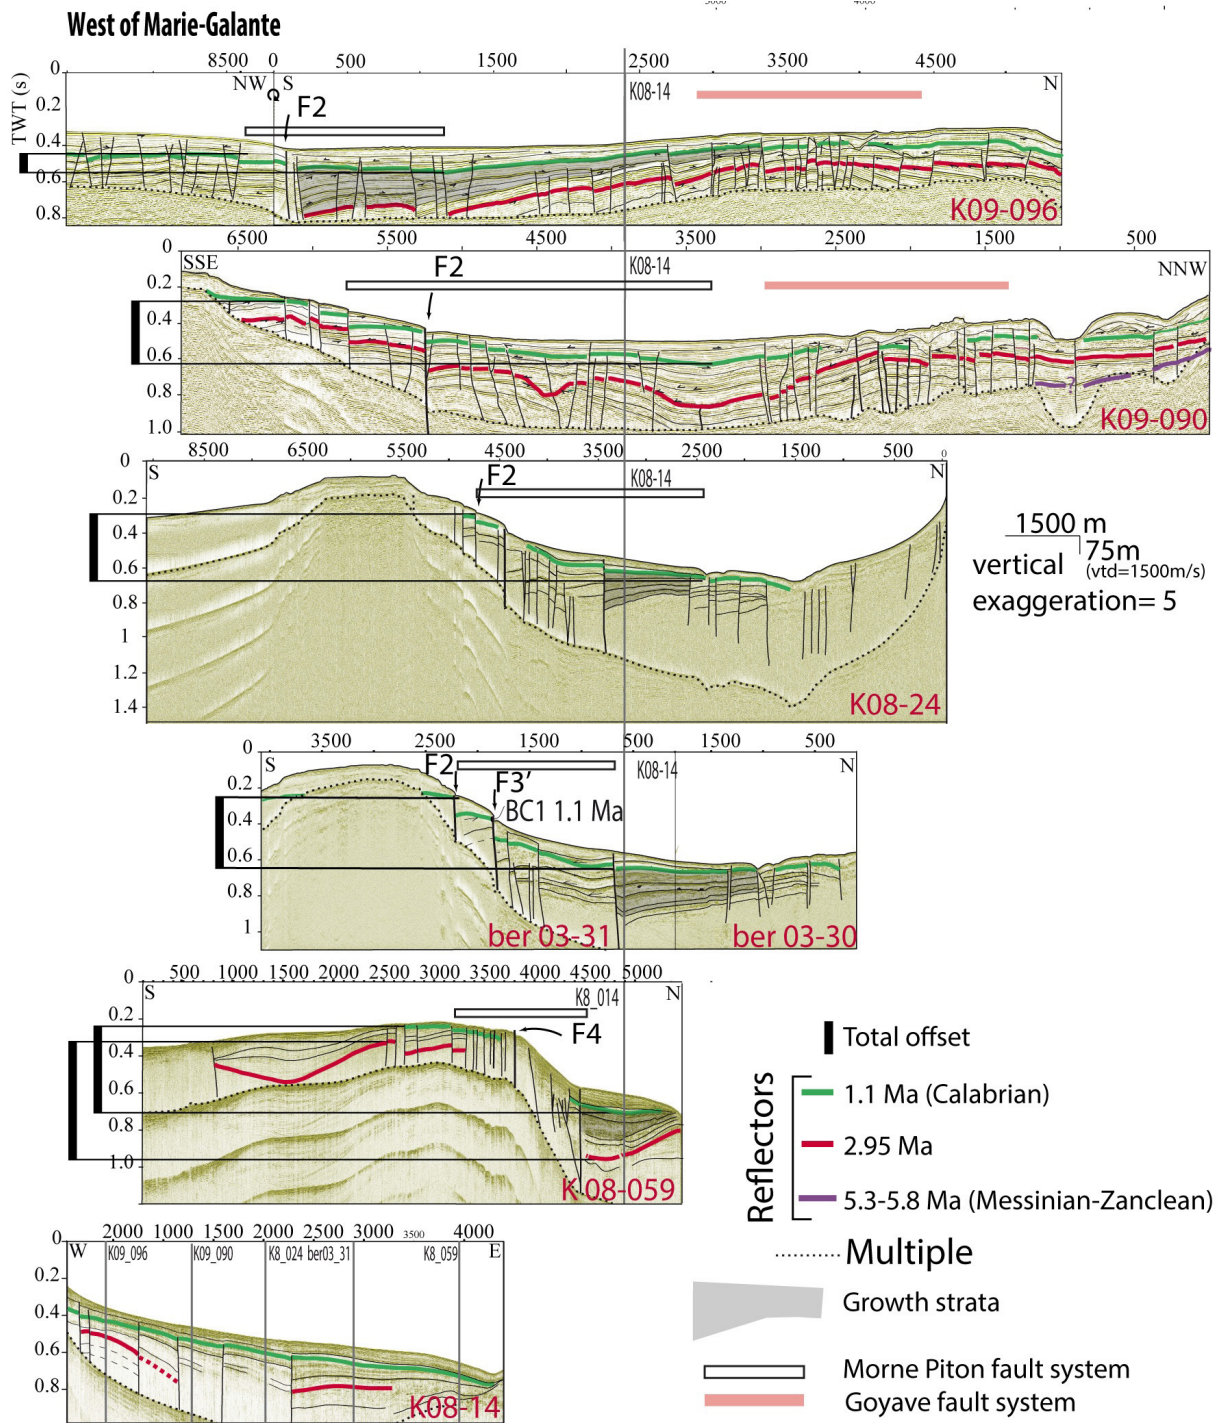 West of Marie-Galante
8500 0 500 1500 2500 3500 4500
TWT (s)
NW S K08-14 N
F2
0
0.2
0.4
0.6
0.8
K09-096
6500 5500 4500 3500 2500 1500 500
SSE F2 K08-14 NNW
0
0.2
0.4
0.6
0.8
1.0
?
K09-090
8500 6500 5500 4500 3500 2500 1500 500 0
S F2 K08-14 N
0
0.2
0.4
0.6
0.8
1
1.2
1.4
K08-24
1500 m
75m
vertical (vtd=1500m/s)
exaggeration= 5
3500 2500 1500 500 1500 500
S F2 F3' K08-14 N
BC1 1.1 Ma
0
0.2
0.4
0.6
0.8
1
ber 03-31 ber 03-30
500 1000 1500 2000 2500 3000 3500 4000 4500 5000
S K8_014 N
F4
0
0.2
0.4
0.6
0.8
1.0
K 08-059
2000 1000 1500 2000 2500 3000 3500 4000
W K09_096 K09_090 K8_024 ber03_31 K8_059 E
0
0.2
0.4
0.6
0.8
K08-14
Total offset
Reflectors
1.1 Ma (Calabrian)
2.95 Ma
5.3-5.8 Ma (Messinian-Zanclean)
Multiple
Growth strata
Morne Piton fault system
Goyave fault system